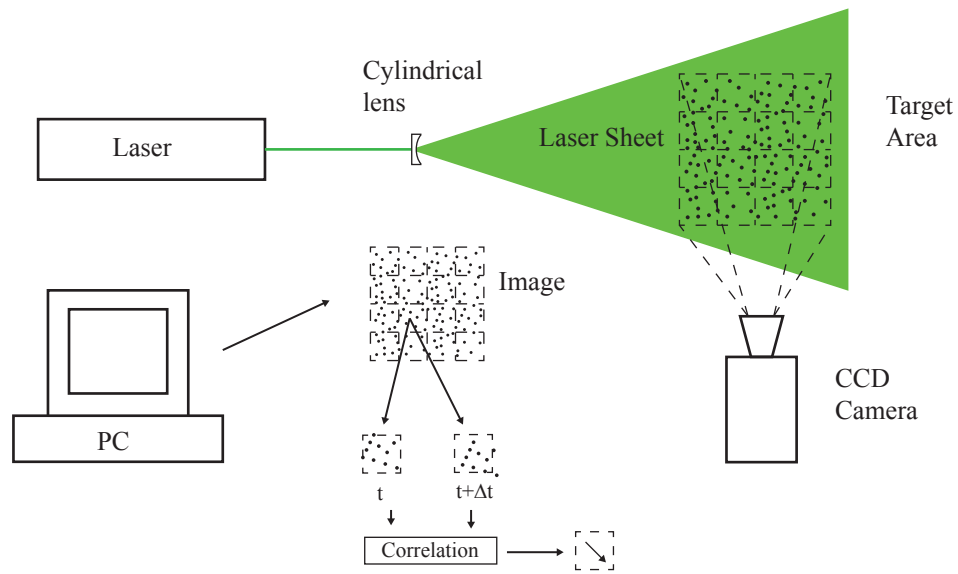 Cylindrical
lens
Laser
Laser Sheet
Target
Area
Image
CCD
Camera
PC
t
t+Δt
Correlation